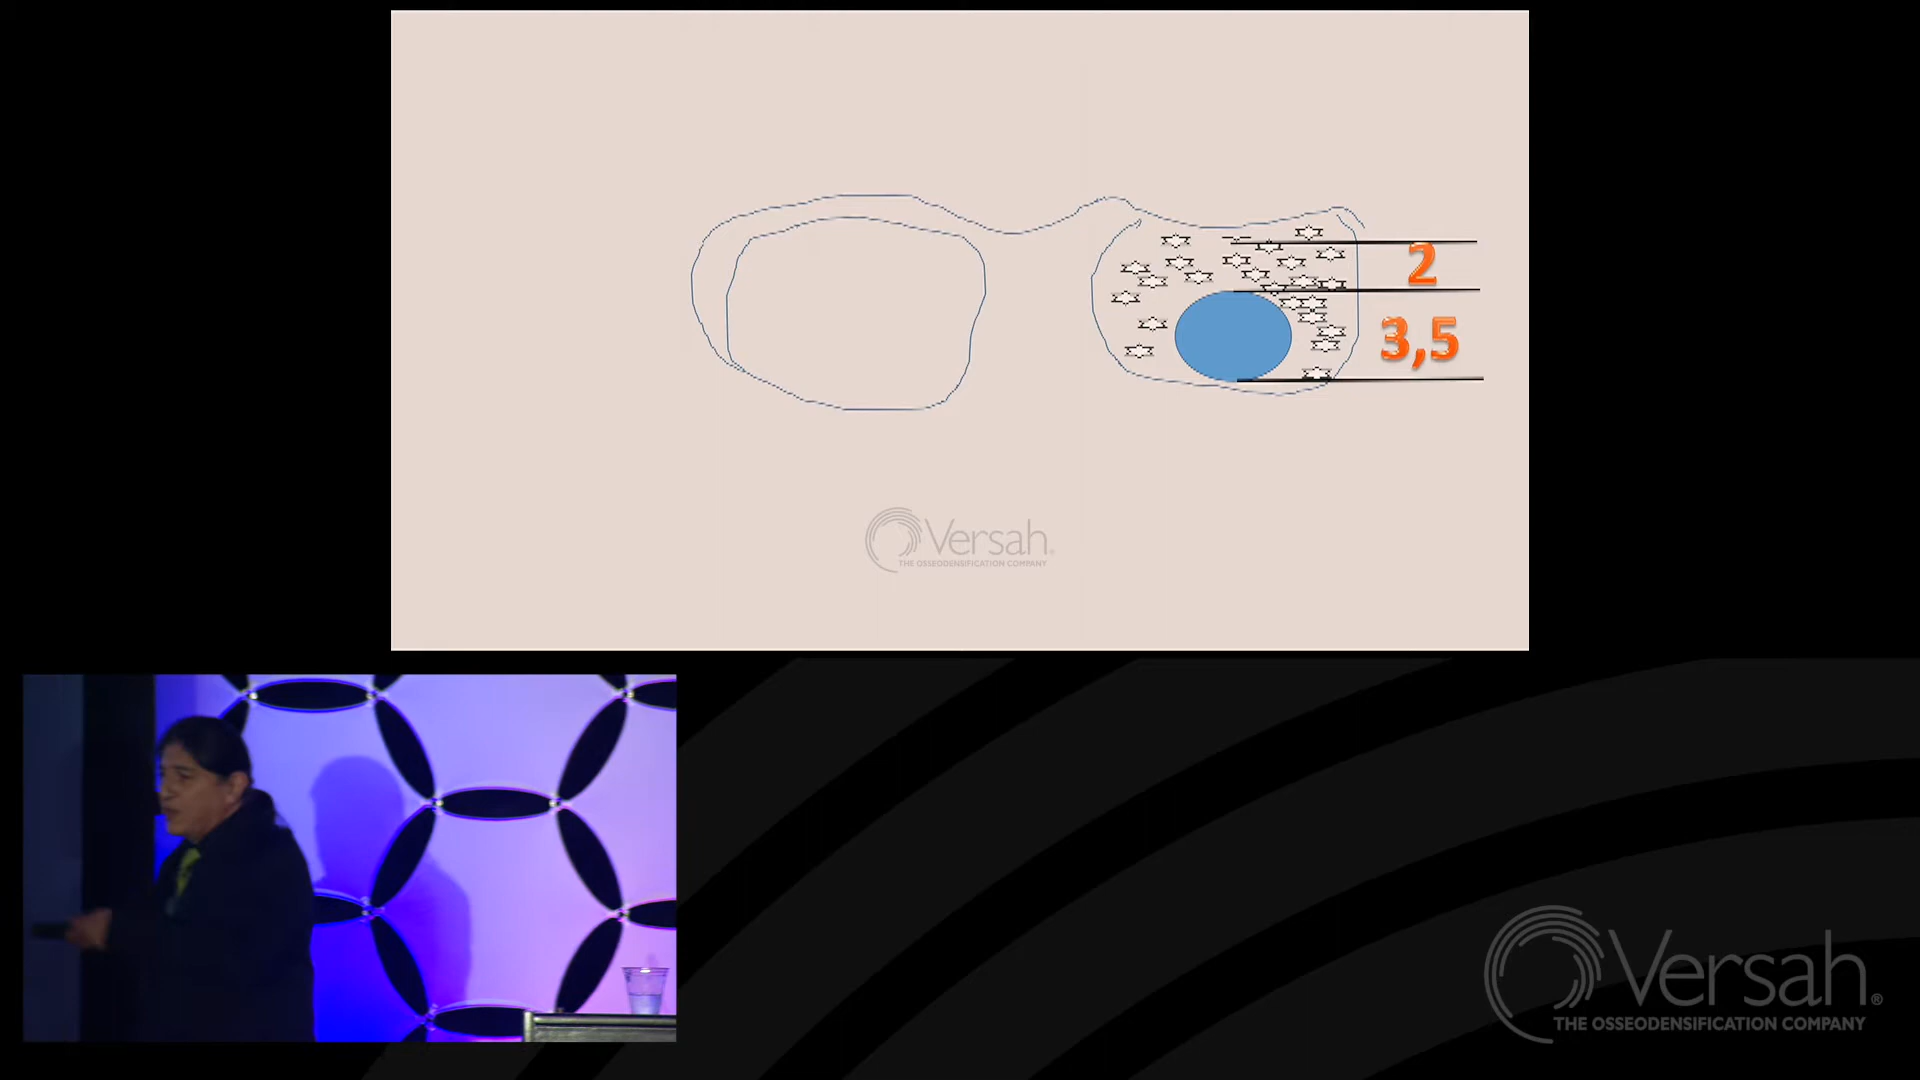 2
3,5
Versah
THE OSSEODENSIFICATION COMPANY
Versah®
THE OSSEODENSIFICATION COMPANY